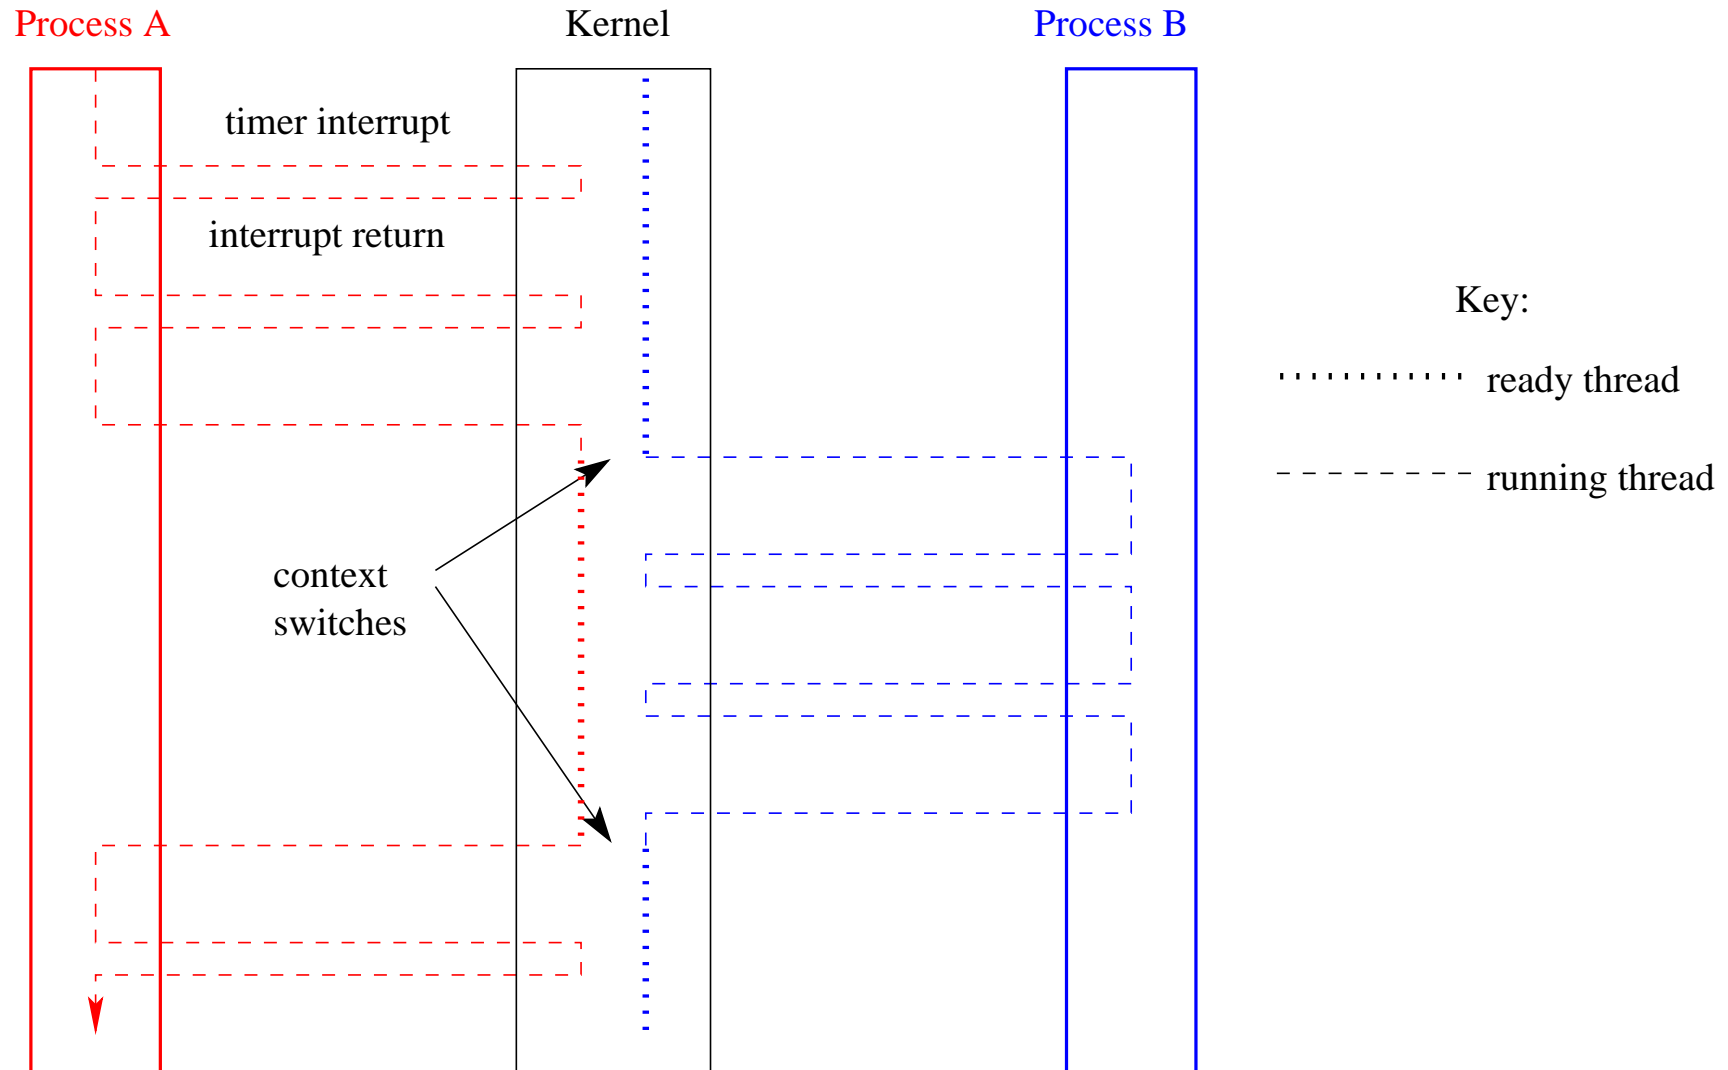 Process A
Kernel
Process B
timer interrupt
interrupt return
Key:
ready thread
running thread
context
switches